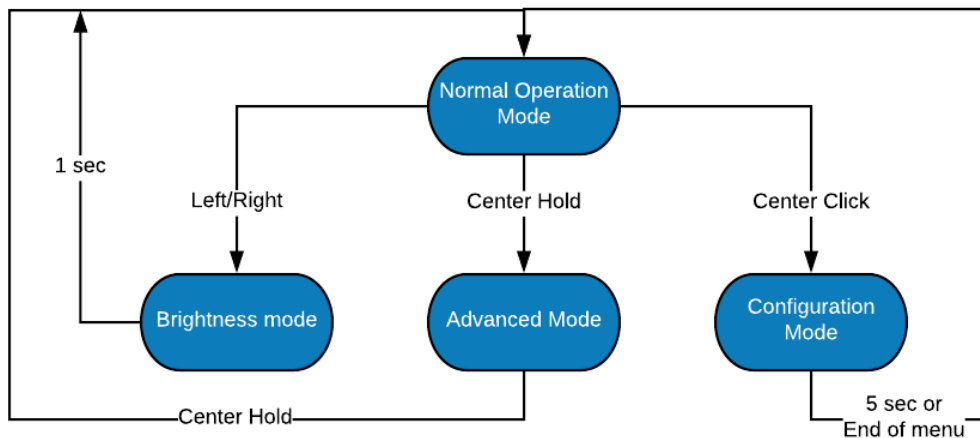 Normal Operation
Mode
1 sec
Left/Right
Center Hold
Center Click
Brightness mode
Advanced Mode
Configuration
Mode
Center Hold
5 sec or
End of menu